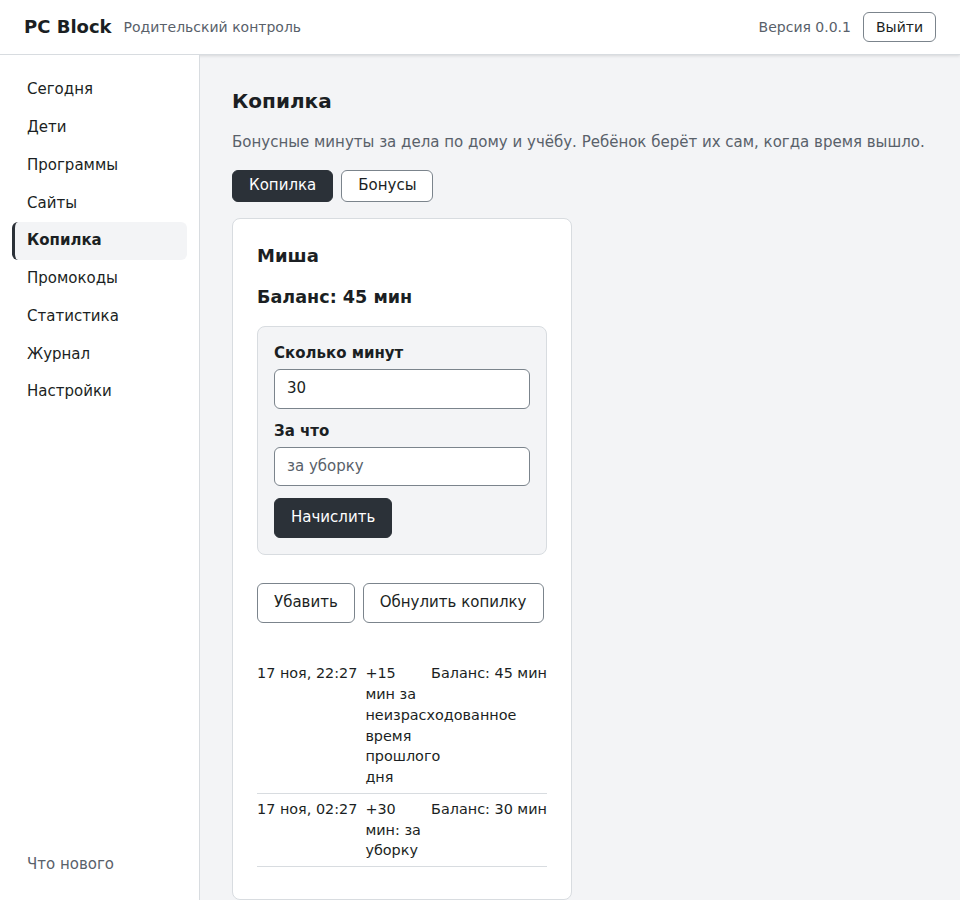 PC Block Родительский контроль
Версия 0.0.1 Выйти
Сегодня
Дети
Программы
Сайты
Копилка
Промокоды
Статистика
Журнал
Настройки
Что нового
Копилка
Бонусные минуты за дела по дому и учёбу. Ребёнок берёт их сам, когда время вышло.
Копилка Бонусы
Миша
Баланс: 45 мин
Сколько минут
30
За что
за уборку
Начислить
Убавить Обнулить копилку
17 ноя, 22:27 +15 Баланс: 45 мин
мин за
неизрасходованное
время
прошлого
дня
17 ноя, 02:27 +30 Баланс: 30 мин
мин: за
уборку